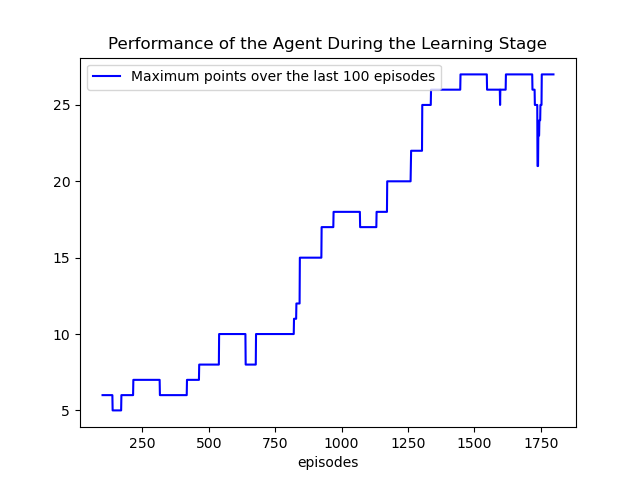 Performance of the Agent During the Learning Stage
Maximum points over the last 100 episodes
25
20
15
10
5
250 500 750 1000 1250 1500 1750
episodes